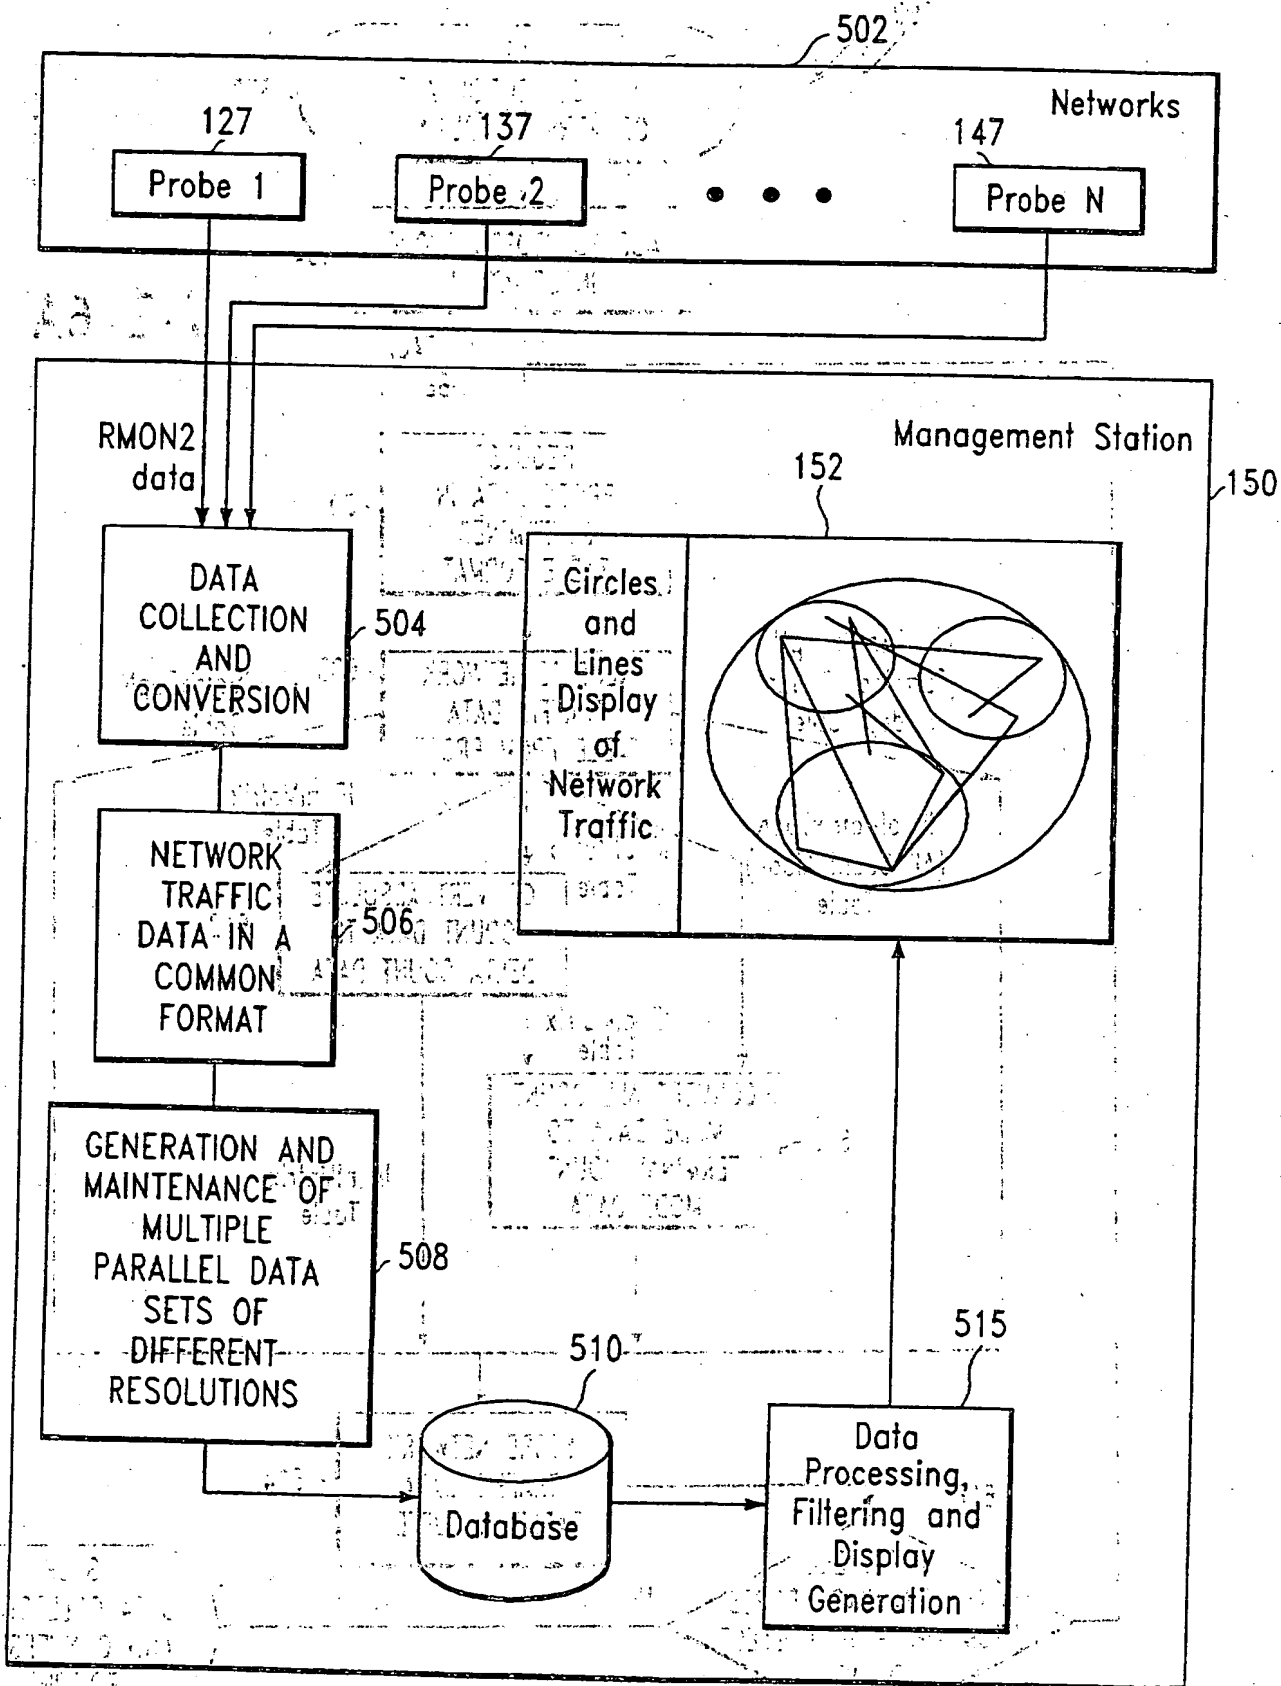 502
Networks
127
137
147
Probe 1
Probe 2
Probe N
RMON2
data
Management Station
150
152
DATA
COLLECTION
AND
CONVERSION
504
Circles
and
Lines
Display
of
Network
Traffic
NETWORK
TRAFFIC
DATA IN A
COMMON
FORMAT
506
GENERATION AND
MAINTENANCE OF
MULTIPLE
PARALLEL DATA
SETS OF
DIFFERENT
RESOLUTIONS
508
510
Database
515
Data
Processing,
Filtering and
Display
Generation